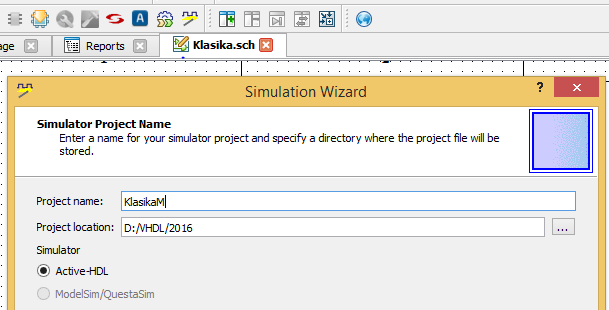 age
Reports
Klasika.sch
Simulation Wizard
?
Simulator Project Name
Enter a name for your simulator project and specify a directory where the project file will be
stored.
Project name: KlasikaM
Project location: D:/VHDL/2016 ...
Simulator
Active-HDL
ModelSim/QuestaSim